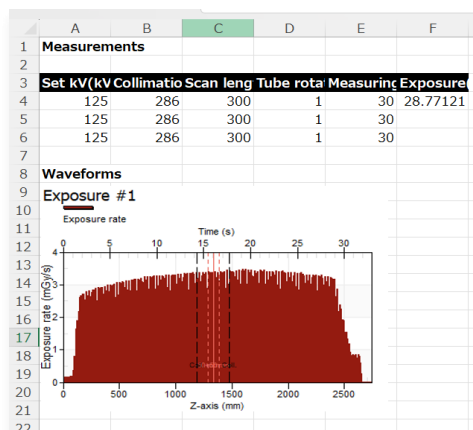 A B C D E F
1 Measurements
2
3 Set kV(kV Collimatio Scan leng Tube rotat Measuring Exposure(
4 125 286 300 1 30 28.77121
5 125 286 300 1 30
6 125 286 300 1 30
7
8 Waveforms
9 Exposure #1
10
11 Exposure rate
12 Time (s)
13 0 5 10 15 20 25 30
14
15
16
17
18
19
20
21
22
Exposure rate (mGy/s)
4
3
2
1
0
0 500 1000 1500 2000 2500
Z-axis (mm)